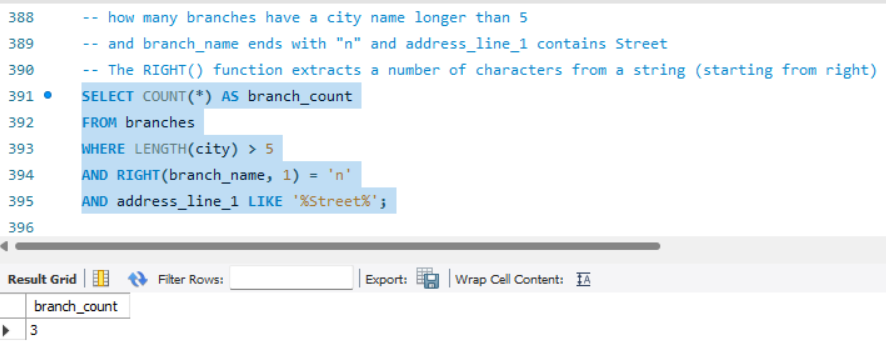 388 -- how many branches have a city name longer than 5
389 -- and branch_name ends with "n" and address_line_1 contains Street
390 -- The RIGHT() function extracts a number of characters from a string (starting from right)
391 SELECT COUNT(*) AS branch_count
392 FROM branches
393 WHERE LENGTH(city) > 5
394 AND RIGHT(branch_name, 1) = 'n'
395 AND address_line_1 LIKE '%Street%';
396
Result Grid Filter Rows: Export: Wrap Cell Content: IA
branch_count
3